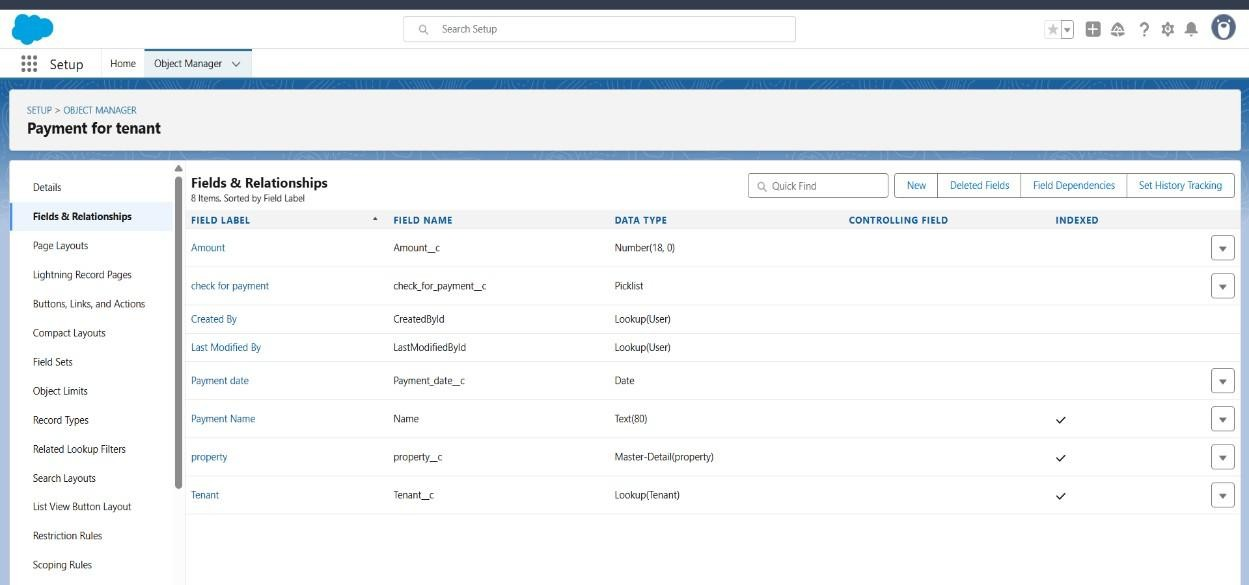 Search Setup
Setup
Home
Object Manager
SETUP > OBJECT MANAGER
Payment for tenant
Details
Fields & Relationships
Page Layouts
Lightning Record Pages
Buttons, Links, and Actions
Compact Layouts
Field Sets
Object Limits
Record Types
Related Lookup Filters
Search Layouts
List View Button Layout
Restriction Rules
Scoping Rules
Fields & Relationships
8 Items, Sorted by Field Label
Quick Find
New
Deleted Fields
Field Dependencies
Set History Tracking
FIELD LABEL FIELD NAME DATA TYPE CONTROLLING FIELD INDEXED
Amount Amount__c Number(18, 0)
check for payment check_for_payment__c Picklist
Created By CreatedById Lookup(User)
Last Modified By LastModifiedById Lookup(User)
Payment date Payment_date__c Date
Payment Name Name Text(80)
property property__c Master-Detail(property)
Tenant Tenant__c Lookup(Tenant)